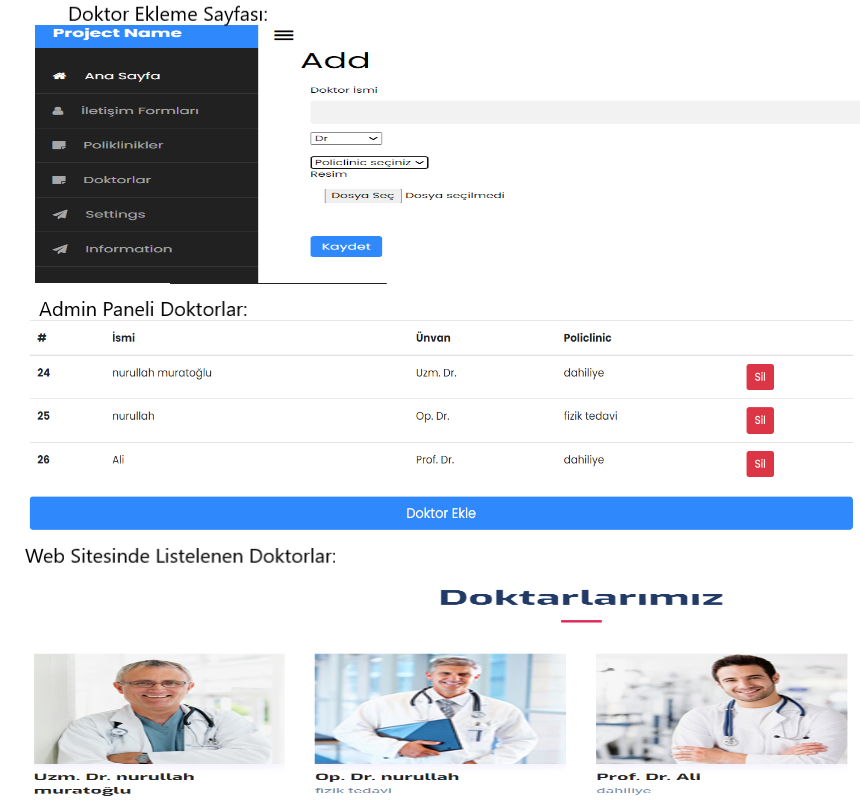 Doktor Ekleme Sayfası:
Project Name
Ana Sayfa
İletişim Formları
Poliklinikler
Doktorlar
Settings
Information
Add
Doktor İsmi
Dr
Policlinic seçiniz
Resim
Dosya Seç Dosya seçilmedi
Kaydet
Admin Paneli Doktorlar:
# İsmi Ünvan Policlinic
24 nurullah muratoğlu Uzm. Dr. dahiliye Sil
25 nurullah Op. Dr. fizik tedavi Sil
26 Ali Prof. Dr. dahiliye Sil
Doktor Ekle
Web Sitesinde Listelenen Doktorlar:
Doktarlarımız
Uzm. Dr. nurullah
muratoğlu
Op. Dr. nurullah
fizik tedavi
Prof. Dr. Ali
dahiliye